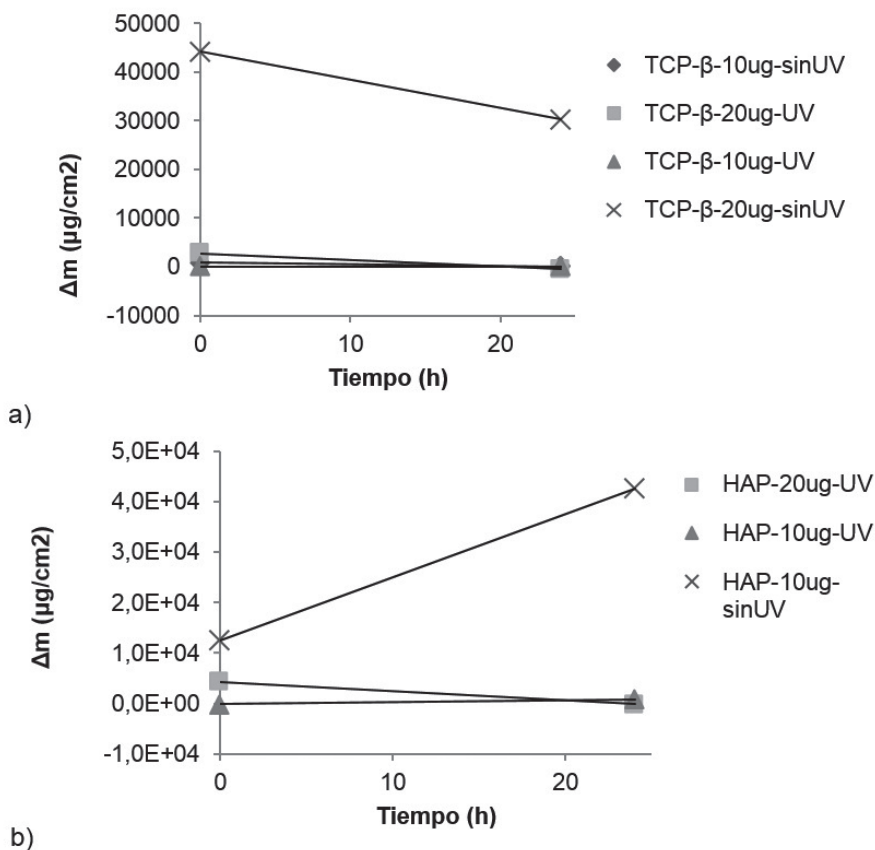 50000
40000
30000
20000
10000
0
-10000
Δm (µg/cm2)
0 10 20
Tiempo (h)
TCP-β-10ug-sinUV
TCP-β-20ug-UV
TCP-β-10ug-UV
TCP-β-20ug-sinUV
a)
5,0E+04
4,0E+04
3,0E+04
2,0E+04
1,0E+04
0,0E+00
-1,0E+04
Δm (µg/cm2)
0 10 20
Tiempo (h)
HAP-20ug-UV
HAP-10ug-UV
HAP-10ug-
sinUV
b)